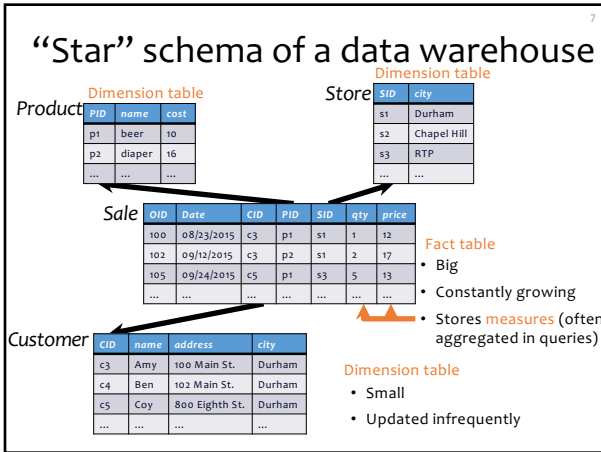 7
“Star” schema of a data warehouse
Dimension table
Dimension table
Product
PID name cost
p1 beer 10
p2 diaper 16
... ... ...
Store
SID city
s1 Durham
s2 Chapel Hill
s3 RTP
... ...
Sale
OID Date CID PID SID qty price
100 08/23/2015 c3 p1 s1 1 12
102 09/12/2015 c3 p2 s1 2 17
105 09/24/2015 c5 p1 s3 5 13
... ... ... ... ... ... ...
Fact table
• Big
• Constantly growing
• Stores measures (often
aggregated in queries)
Customer
CID name address city
c3 Amy 100 Main St. Durham
c4 Ben 102 Main St. Durham
c5 Coy 800 Eighth St. Durham
... ... ... ...
Dimension table
• Small
• Updated infrequently